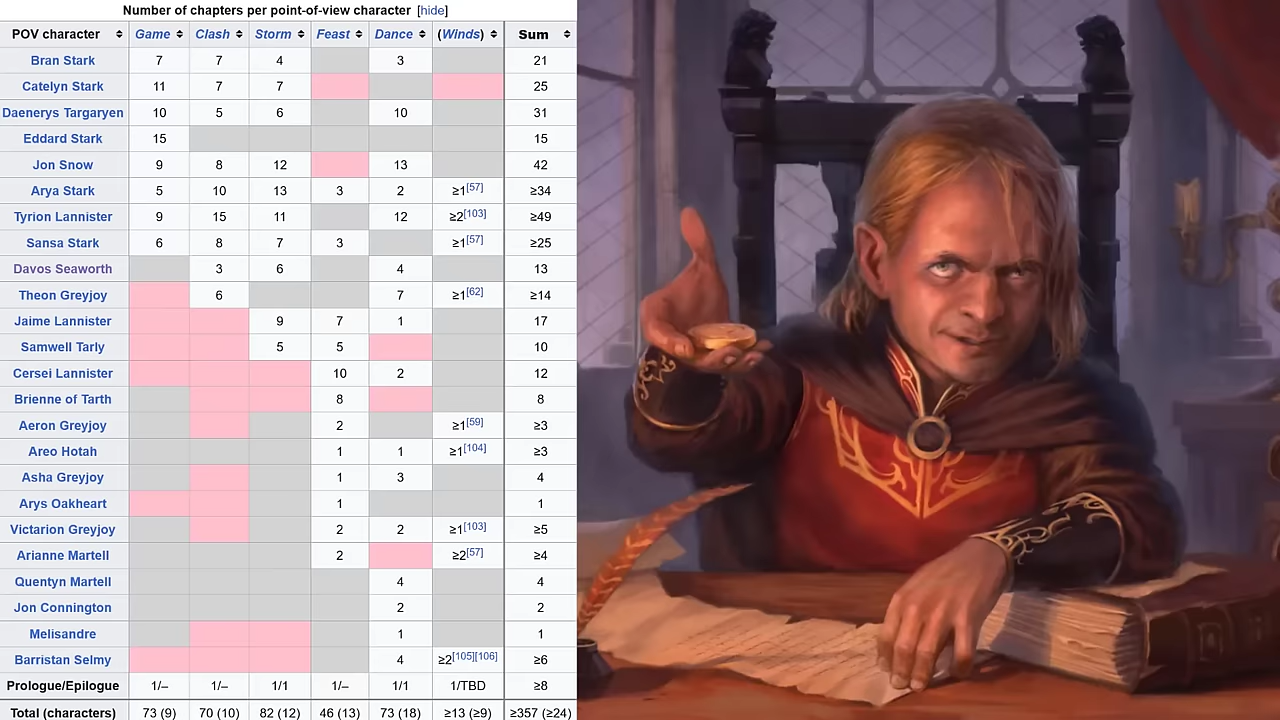 Number of chapters per point-of-view character [hide]
POV character Game Clash Storm Feast Dance (Winds) Sum
Bran Stark 7 7 4 3 21
Catelyn Stark 11 7 7 25
Daenerys Targaryen 10 5 6 10 31
Eddard Stark 15 15
Jon Snow 9 8 12 13 42
Arya Stark 5 10 13 3 2 ≥1[57] ≥34
Tyrion Lannister 9 15 11 12 ≥2[103] ≥49
Sansa Stark 6 8 7 3 ≥1[57] ≥25
Davos Seaworth 3 6 4 13
Theon Greyjoy 6 7 ≥1[62] ≥14
Jaime Lannister 9 7 1 17
Samwell Tarly 5 5 10
Cersei Lannister 10 2 12
Brienne of Tarth 8 8
Aeron Greyjoy 2 ≥1[59] ≥3
Areo Hotah 1 1 ≥1[104] ≥3
Asha Greyjoy 1 3 4
Arys Oakheart 1 1
Victarion Greyjoy 2 2 ≥1[103] ≥5
Arianne Martell 2 ≥2[57] ≥4
Quentyn Martell 4 4
Jon Connington 2 2
Melisandre 1 1
Barristan Selmy 4 ≥2[105][106] ≥6
Prologue/Epilogue 1/– 1/– 1/1 1/– 1/1 1/TBD ≥8
Total (characters) 73 (9) 70 (10) 82 (12) 46 (13) 73 (18) ≥13 (≥9) ≥357 (≥24)